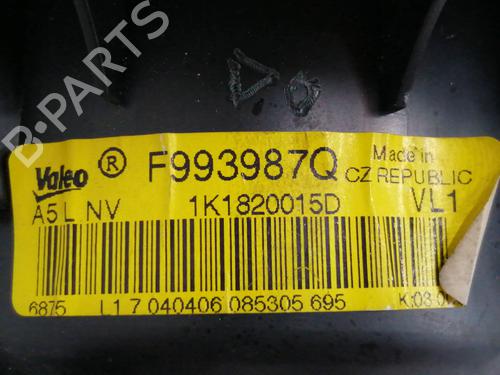 B-PARTS
Valeo ® F993987Q Made in
CZ REPUBLIC
A5 L NV 1K1820015D VL1
6875 L1 7 040406 085305 695 K:03-0